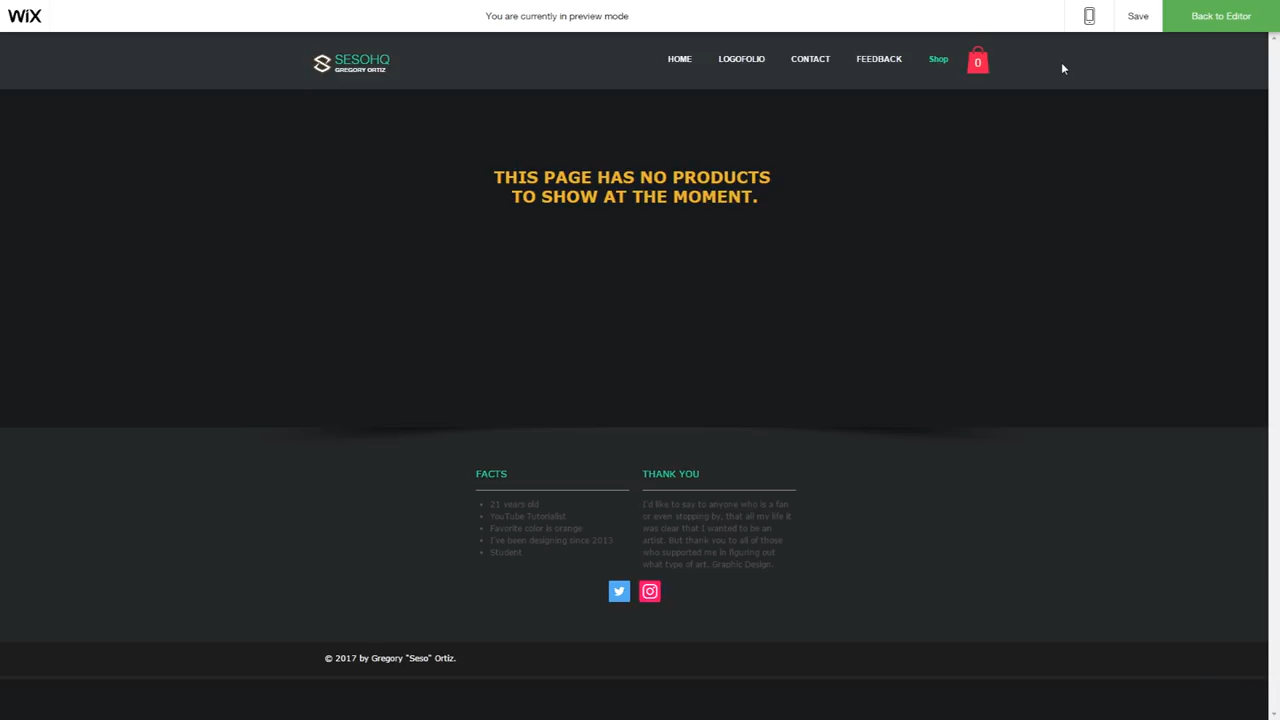 WiX
You are currently in preview mode
Save
Back to Editor
SESOHQ
GREGORY ORTIZ
HOME
LOGOFOLIO
CONTACT
FEEDBACK
Shop
0
THIS PAGE HAS NO PRODUCTS
TO SHOW AT THE MOMENT.
FACTS
• 21 years old
• YouTube Tutorialist
• Favorite color is orange
• I've been designing since 2013
• Student
THANK YOU
I'd like to say to anyone who is a fan
or even stopping by, that all my life it
was clear that I wanted to be an
artist. But thank you to all of those
who supported me in figuring out
what type of art. Graphic Design.
© 2017 by Gregory "Seso" Ortiz.